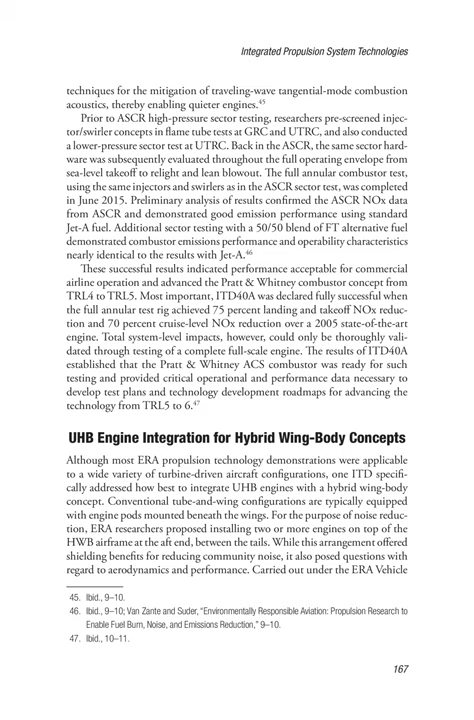 Integrated Propulsion System Technologies
techniques for the mitigation of traveling-wave tangential-mode combustion
acoustics, thereby enabling quieter engines.45
Prior to ASCR high-pressure sector testing, researchers pre-screened injec-
tor/swirler concepts in flame tube tests at GRC and UTRC, and also conducted
a lower-pressure sector test at UTRC. Back in the ASCR, the same sector hard-
ware was subsequently evaluated throughout the full operating envelope from
sea-level takeoff to relight and lean blowout. The full annular combustor test,
using the same injectors and swirlers as in the ASCR sector test, was completed
in June 2015. Preliminary analysis of results confirmed the ASCR NOx data
from ASCR and demonstrated good emission performance using standard
Jet-A fuel. Additional sector testing with a 50/50 blend of FT alternative fuel
demonstrated combustor emissions performance and operability characteristics
nearly identical to the results with Jet-A.46
These successful results indicated performance acceptable for commercial
airline operation and advanced the Pratt & Whitney combustor concept from
TRL4 to TRL5. Most important, ITD40A was declared fully successful when
the full annular test rig achieved 75 percent landing and takeoff NOx reduc-
tion and 70 percent cruise-level NOx reduction over a 2005 state-of-the-art
engine. Total system-level impacts, however, could only be thoroughly vali-
dated through testing of a complete full-scale engine. The results of ITD40A
established that the Pratt & Whitney ACS combustor was ready for such
testing and provided critical operational and performance data necessary to
develop test plans and technology development roadmaps for advancing the
technology from TRL5 to 6.47
UHB Engine Integration for Hybrid Wing-Body Concepts
Although most ERA propulsion technology demonstrations were applicable
to a wide variety of turbine-driven aircraft configurations, one ITD specifi-
cally addressed how best to integrate UHB engines with a hybrid wing-body
concept. Conventional tube-and-wing configurations are typically equipped
with engine pods mounted beneath the wings. For the purpose of noise reduc-
tion, ERA researchers proposed installing two or more engines on top of the
HWB airframe at the aft end, between the tails. While this arrangement offered
shielding benefits for reducing community noise, it also posed questions with
regard to aerodynamics and performance. Carried out under the ERA Vehicle
45. Ibid., 9–10.
46. Ibid., 9–10; Van Zante and Suder, “Environmentally Responsible Aviation: Propulsion Research to
Enable Fuel Burn, Noise, and Emissions Reduction,” 9–10.
47. Ibid., 10–11.
167